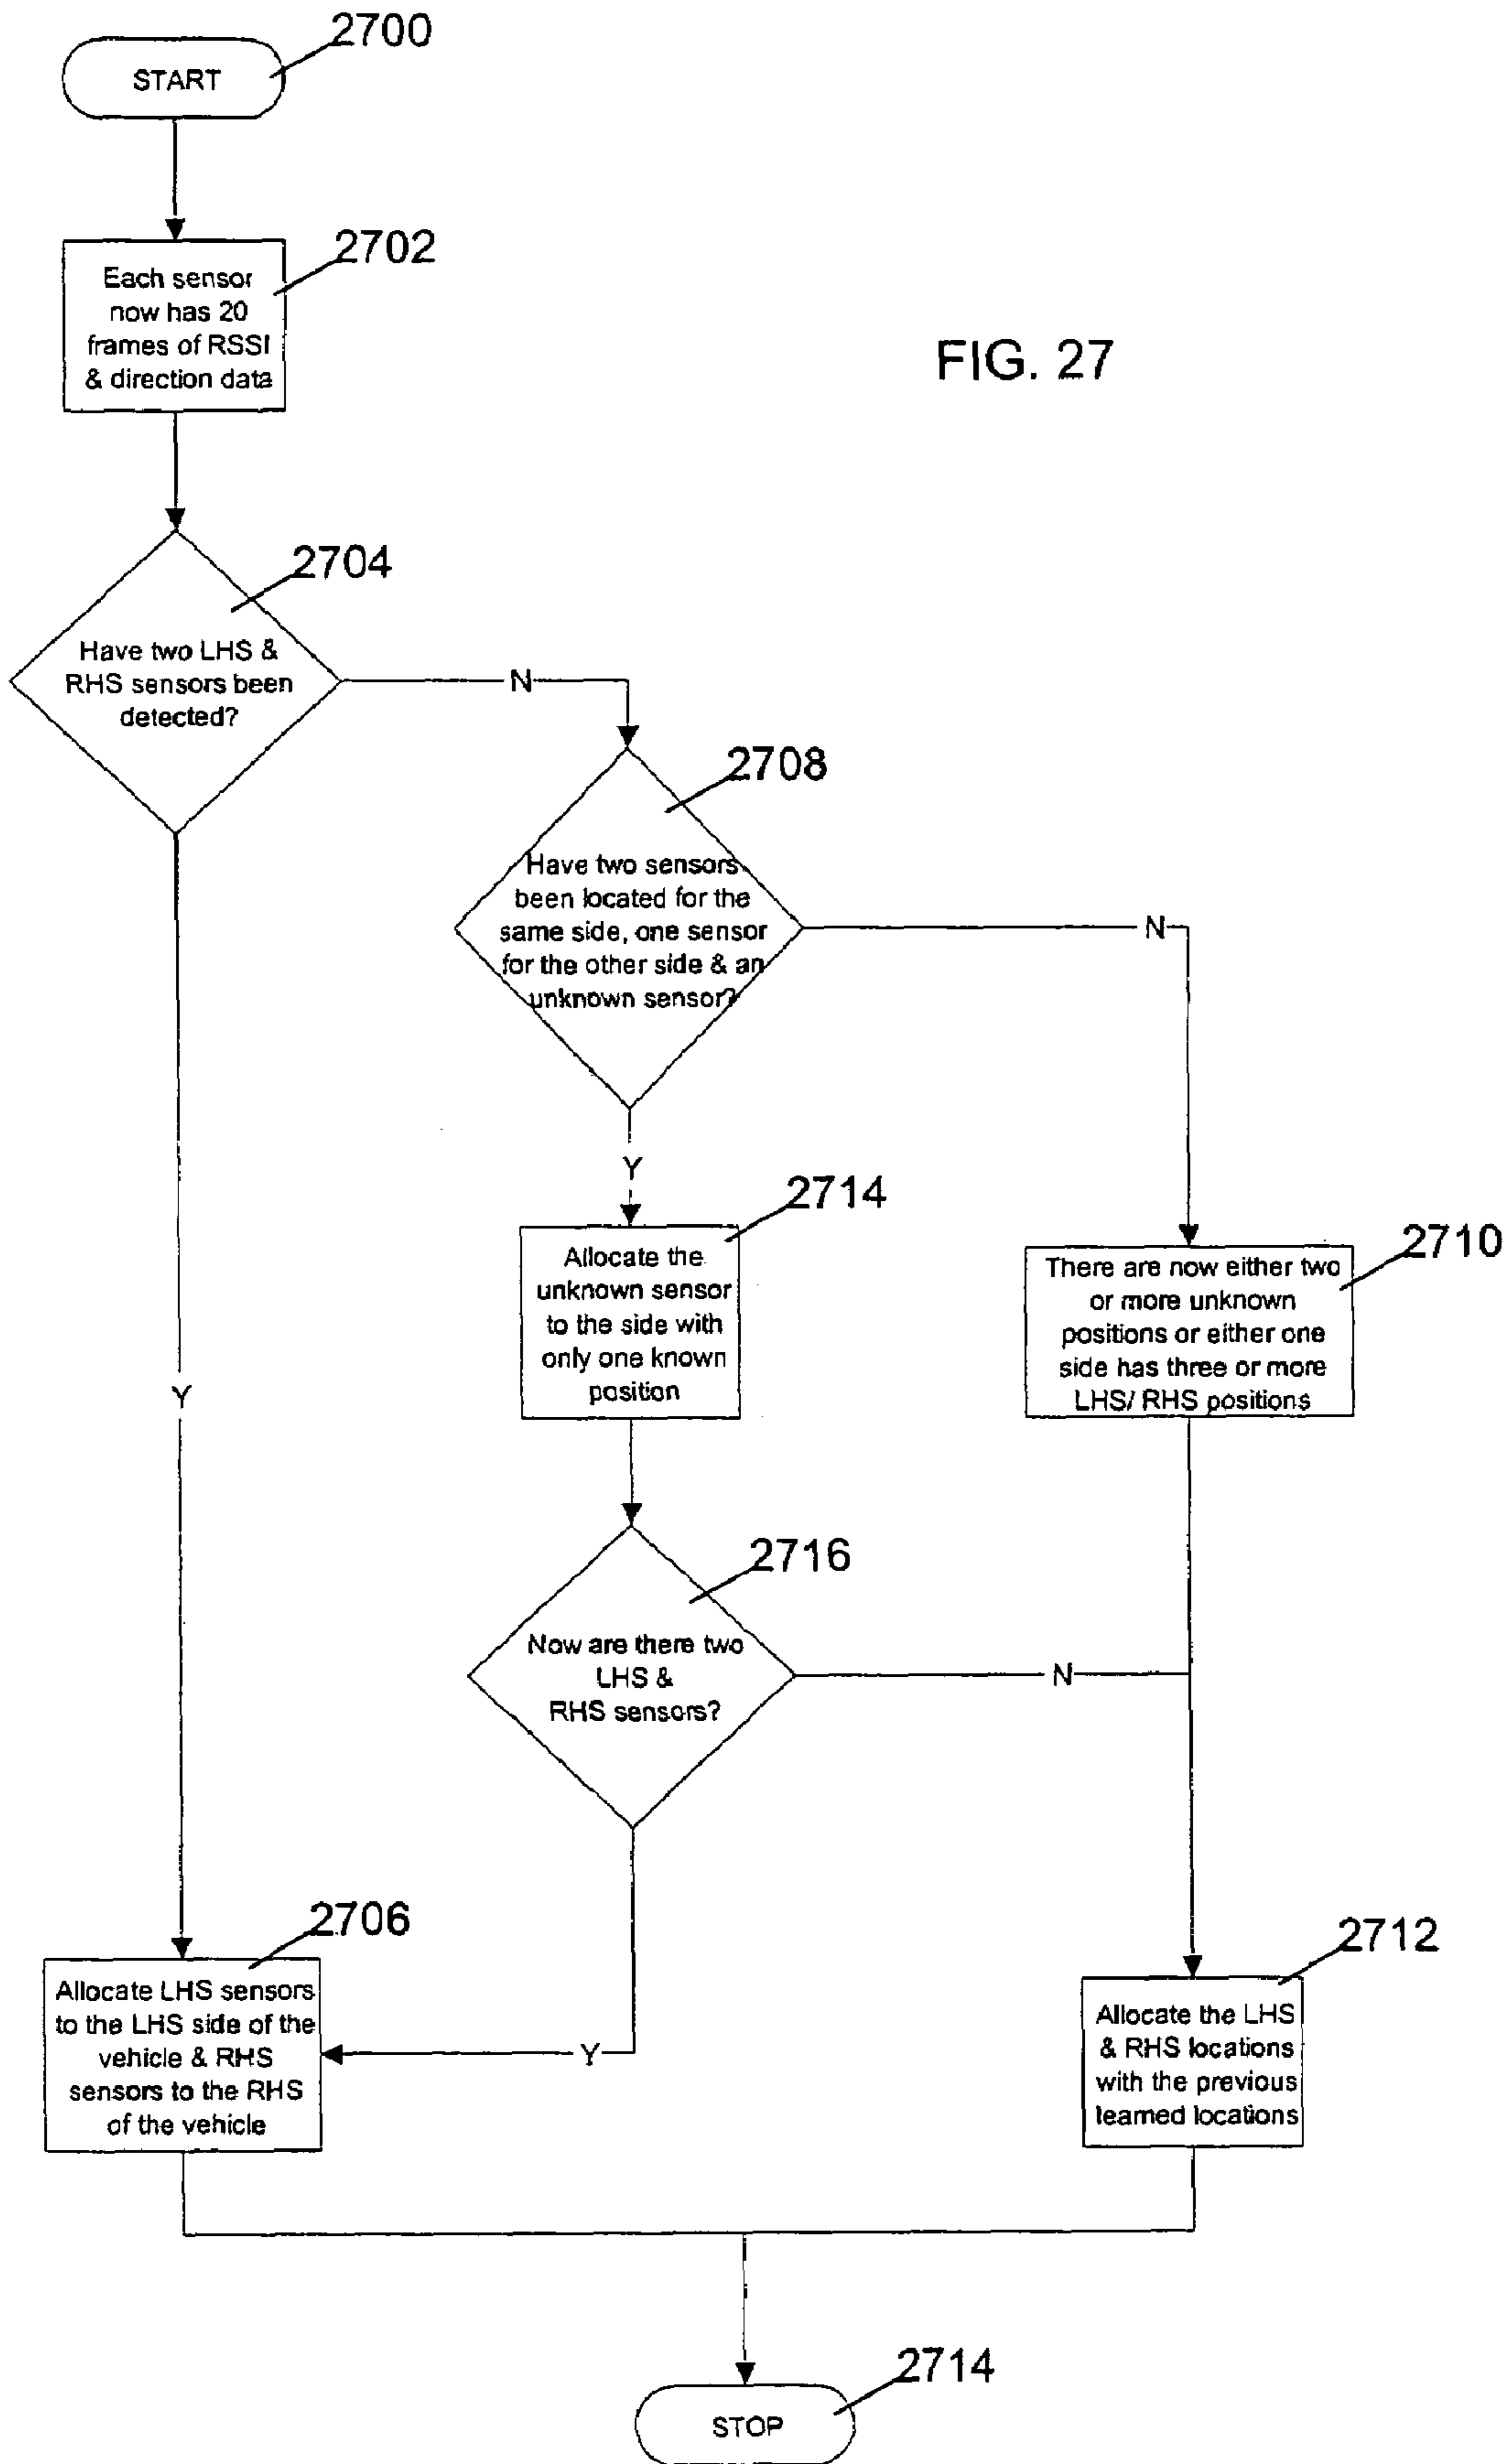 2700
START
2702
Each sensor
now has 20
frames of RSSI
& direction data
FIG. 27
2704
Have two LHS &
RHS sensors been
detected?
N
2708
Have two sensors
been located for the
same side, one sensor
for the other side & an
unknown sensor?
N
Y
2714
Allocate the
unknown sensor
to the side with
only one known
position
2710
There are now either two
or more unknown
positions or either one
side has three or more
LHS/ RHS positions
Y
2716
Now are there two
LHS &
RHS sensors?
N
2706
Allocate LHS sensors
to the LHS side of the
vehicle & RHS
sensors to the RHS
of the vehicle
Y
2712
Allocate the LHS
& RHS locations
with the previous
learned locations
2714
STOP